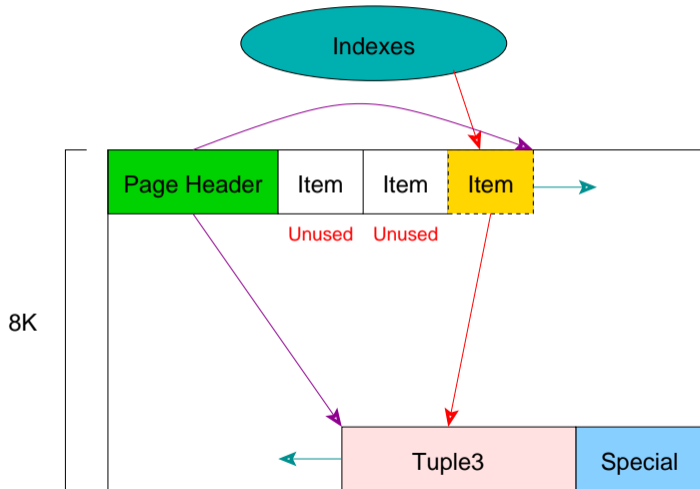 Indexes
Page Header Item Item Item
Unused Unused
8K
Tuple3 Special